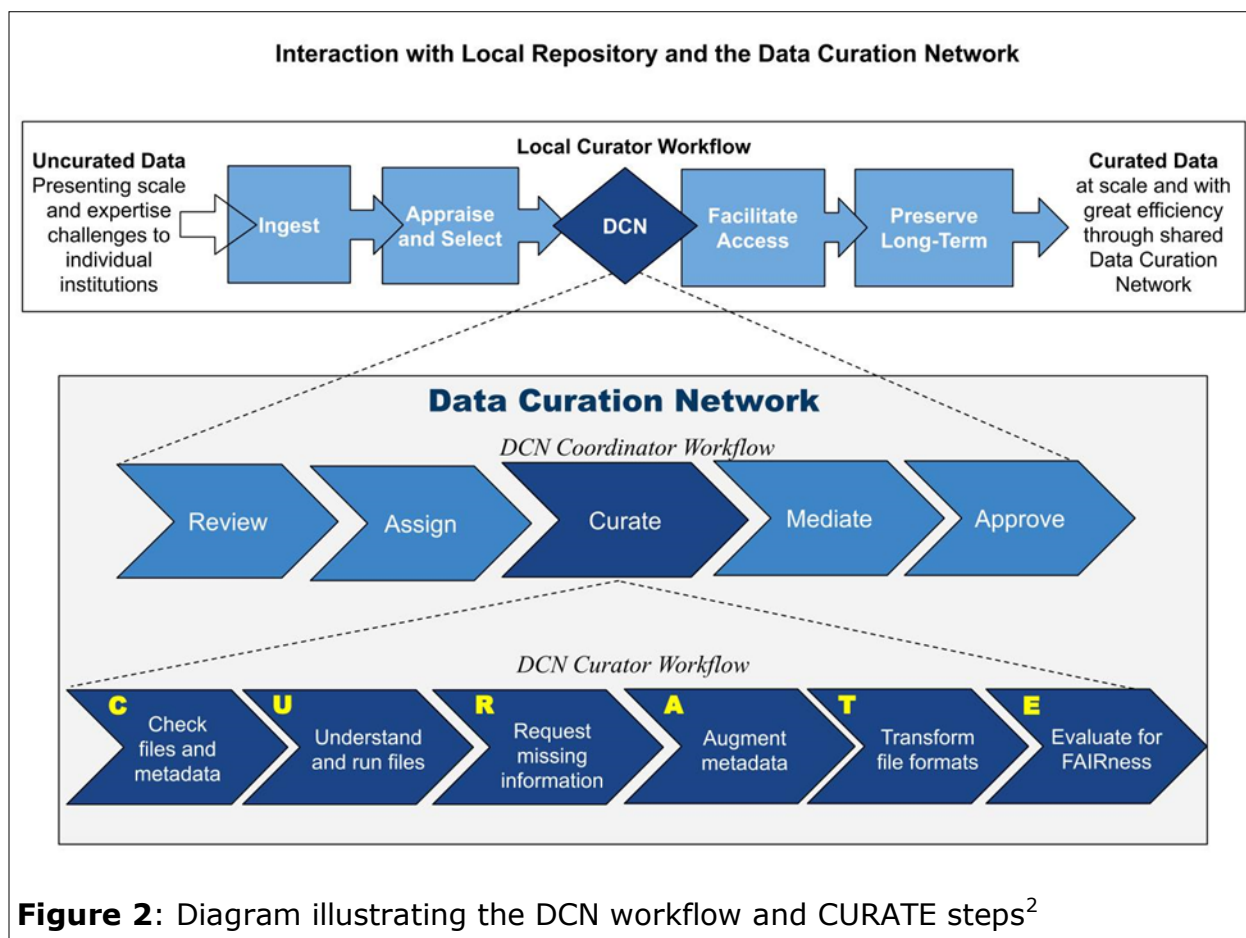 Interaction with Local Repository and the Data Curation Network
Local Curator Workflow
Uncurated Data
Presenting scale
and expertise
challenges to
individual
institutions
Ingest
Appraise
and Select
DCN
Facilitate
Access
Preserve
Long-Term
Curated Data
at scale and with
great efficiency
through shared
Data Curation
Network
Data Curation Network
DCN Coordinator Workflow
Review
Assign
Curate
Mediate
Approve
DCN Curator Workflow
C
Check
files and
metadata
U
Understand
and run files
R
Request
missing
information
A
Augment
metadata
T
Transform
file formats
E
Evaluate for
FAIRness
Figure 2: Diagram illustrating the DCN workflow and CURATE steps2